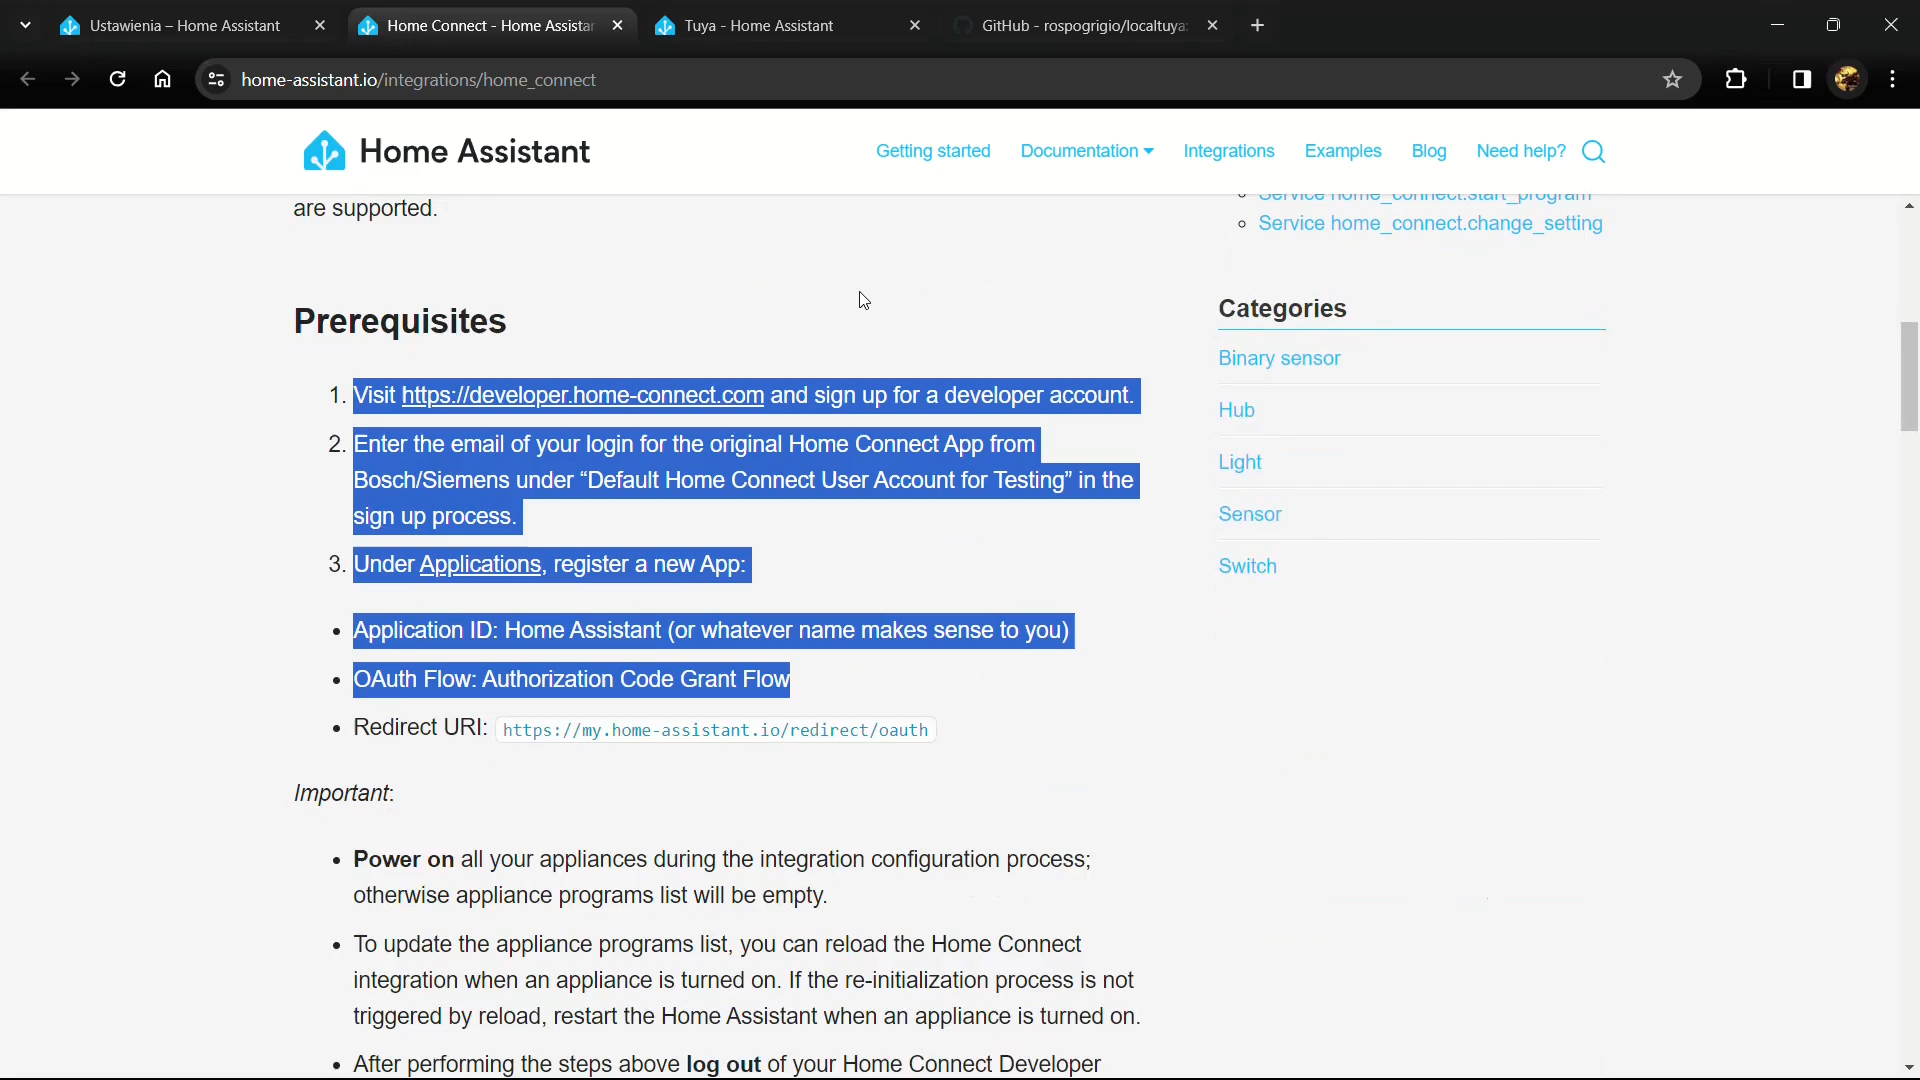 Ustawienia – Home Assistant
Home Connect - Home Assistan
Tuya - Home Assistant
GitHub - rospogrigio/localtuya:
home-assistant.io/integrations/home_connect
Home Assistant
Getting started
Documentation
Integrations
Examples
Blog
Need help?
are supported.
Service home_connect.start_program
Service home_connect.change_setting
Prerequisites
1. Visit https://developer.home-connect.com and sign up for a developer account.
2. Enter the email of your login for the original Home Connect App from
Bosch/Siemens under “Default Home Connect User Account for Testing” in the
sign up process.
3. Under Applications, register a new App:
• Application ID: Home Assistant (or whatever name makes sense to you)
• OAuth Flow: Authorization Code Grant Flow
• Redirect URI: https://my.home-assistant.io/redirect/oauth
Important:
• Power on all your appliances during the integration configuration process;
otherwise appliance programs list will be empty.
• To update the appliance programs list, you can reload the Home Connect
integration when an appliance is turned on. If the re-initialization process is not
triggered by reload, restart the Home Assistant when an appliance is turned on.
• After performing the steps above log out of your Home Connect Developer
Categories
Binary sensor
Hub
Light
Sensor
Switch